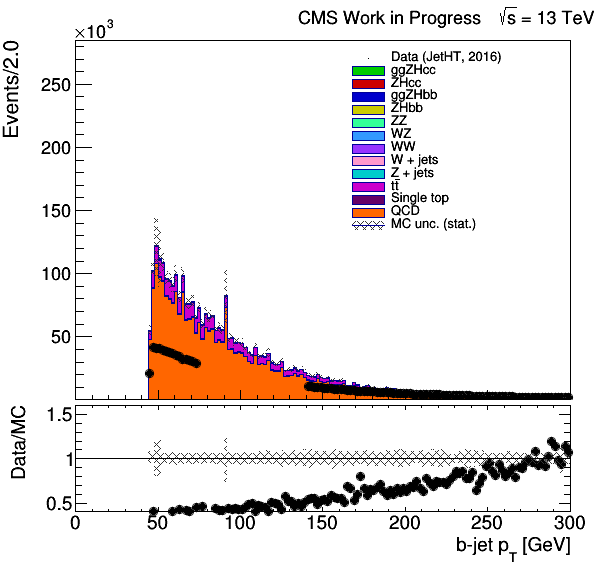 CMS Work in Progress √s = 13 TeV
×10³
Events/2.0
250
200
150
100
50
Data (JetHT, 2016)
ggZHcc
ZHcc
ggZHbb
ZHbb
ZZ
WZ
WW
W + jets
Z + jets
tt̄
Single top
QCD
MC unc. (stat.)
Data/MC
1.5
1
0.5
0 50 100 150 200 250 300
b-jet p_T [GeV]